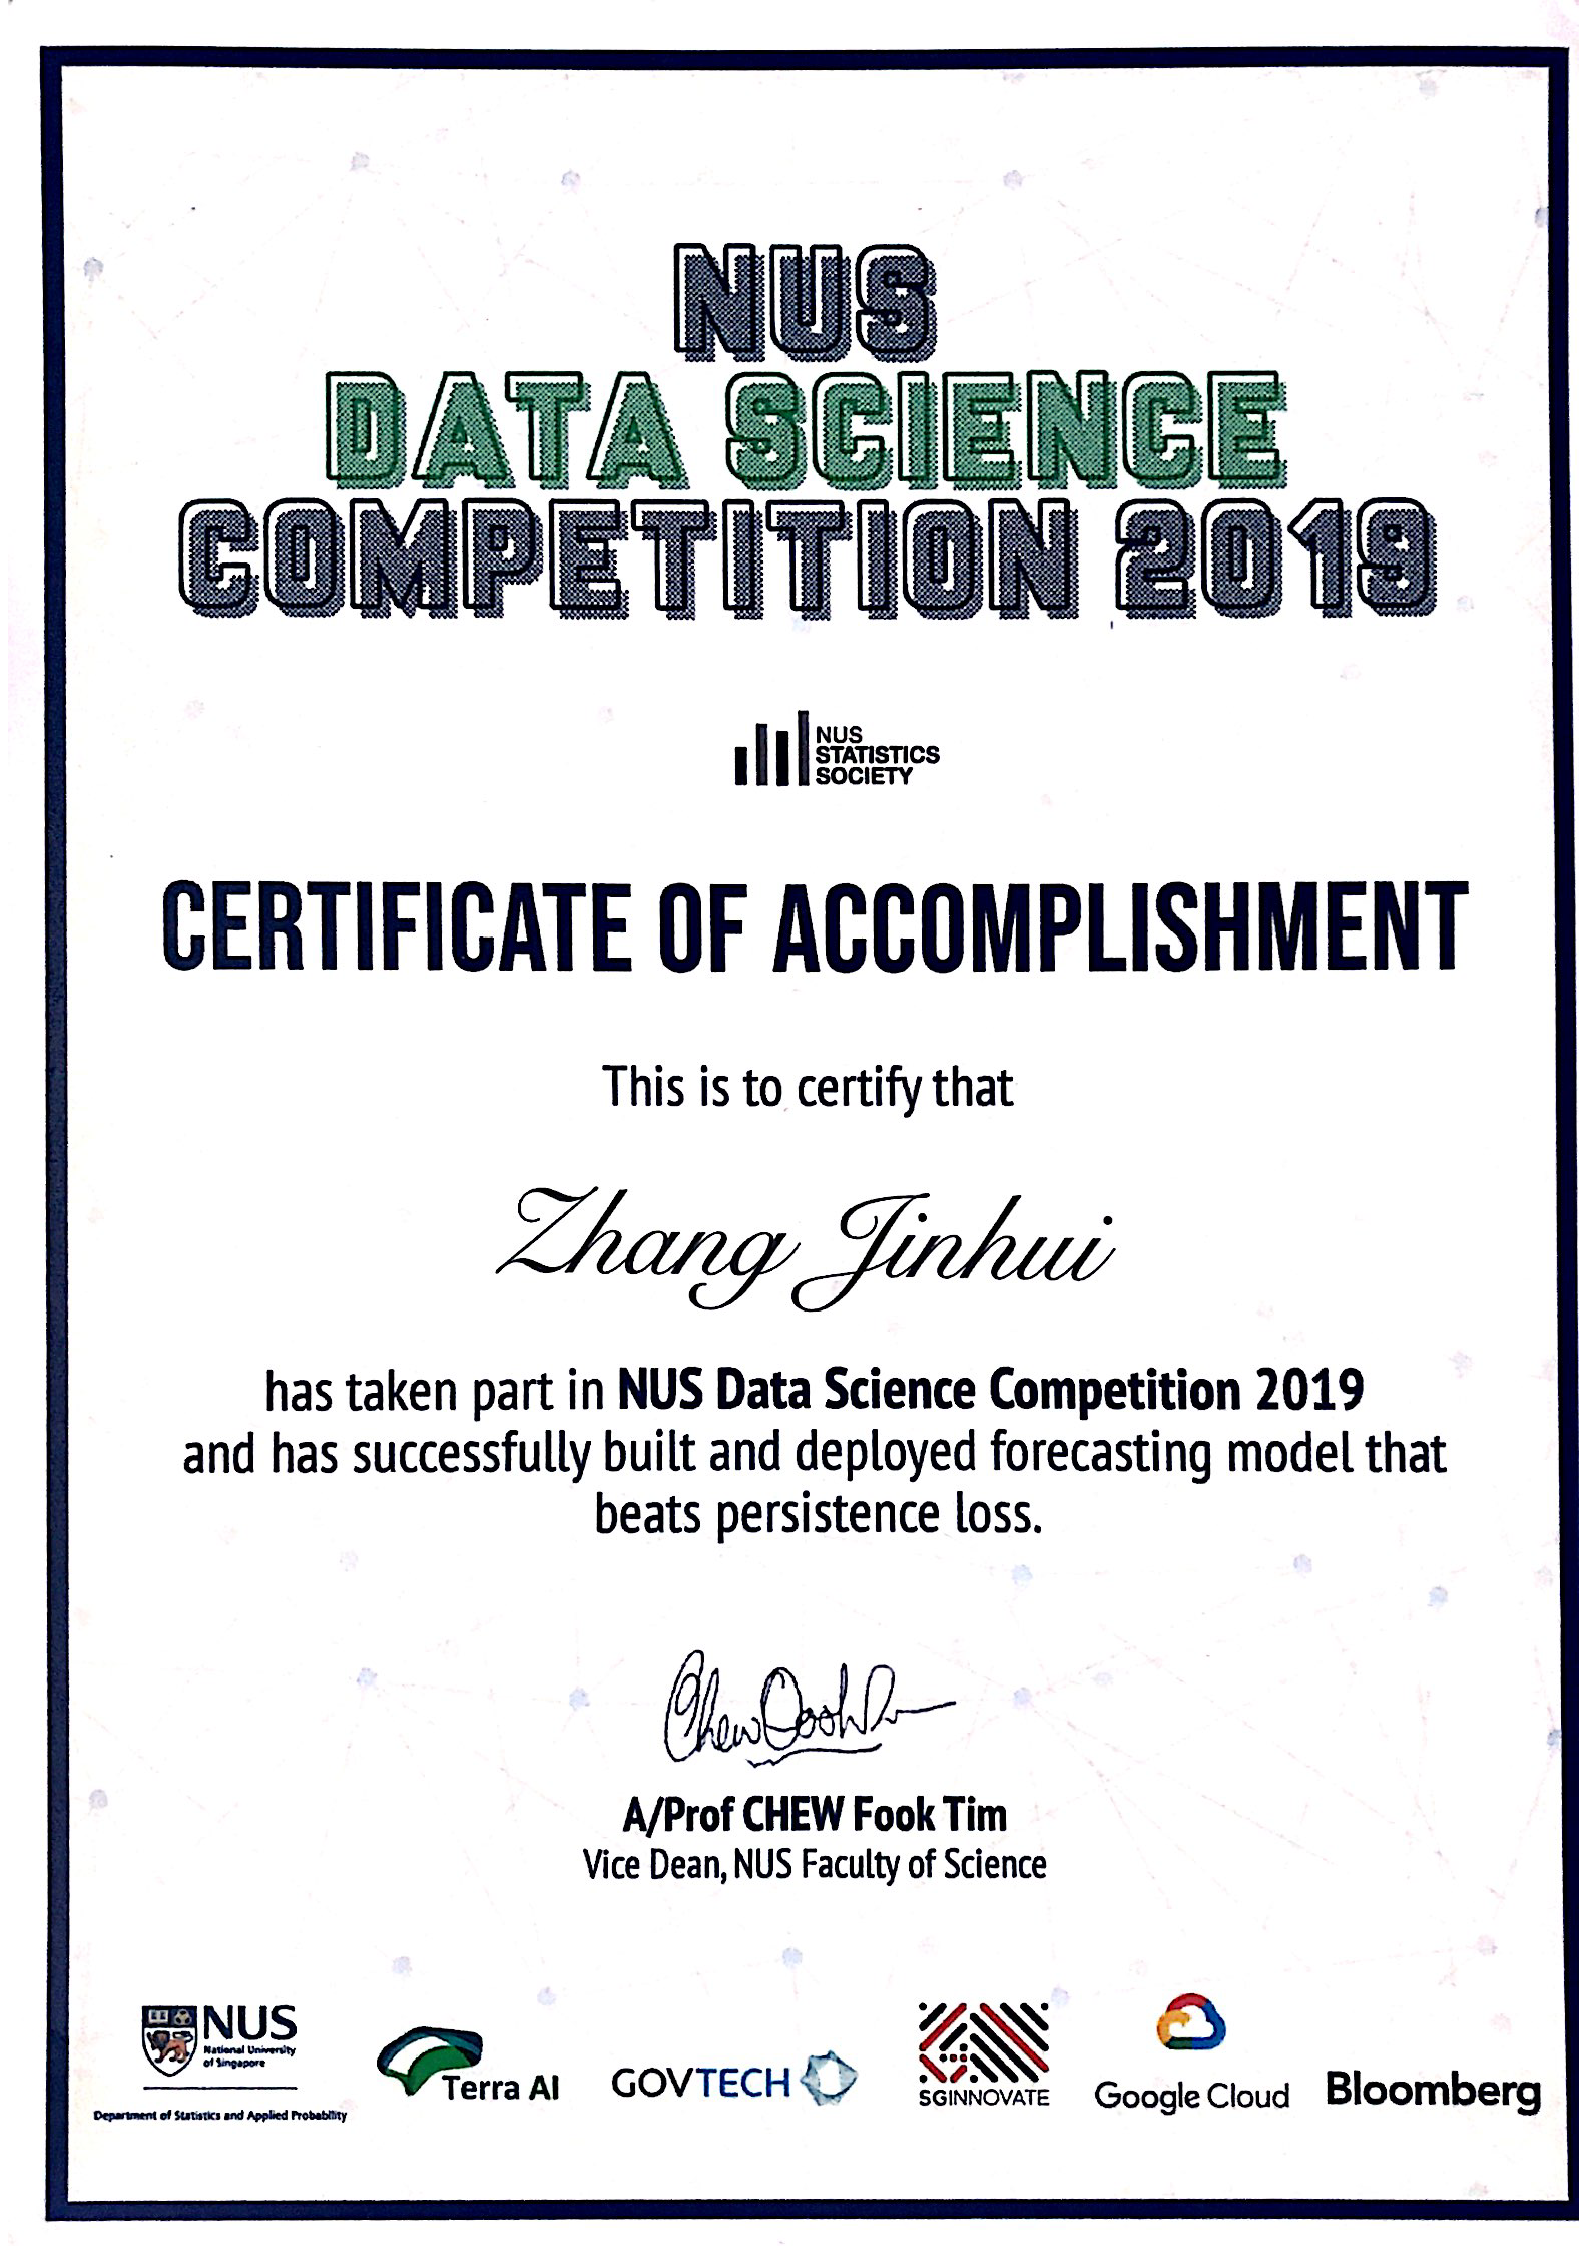 NUS
DATA SCIENCE
COMPETITION 2019
NUS
STATISTICS
SOCIETY
CERTIFICATE OF ACCOMPLISHMENT
This is to certify that
Zhang Jinhui
has taken part in NUS Data Science Competition 2019
and has successfully built and deployed forecasting model that
beats persistence loss.
A/Prof CHEW Fook Tim
Vice Dean, NUS Faculty of Science
NUS
National University
of Singapore
Department of Statistics and Applied Probability
Terra AI
GOVTECH
SGINNOVATE
Google Cloud
Bloomberg